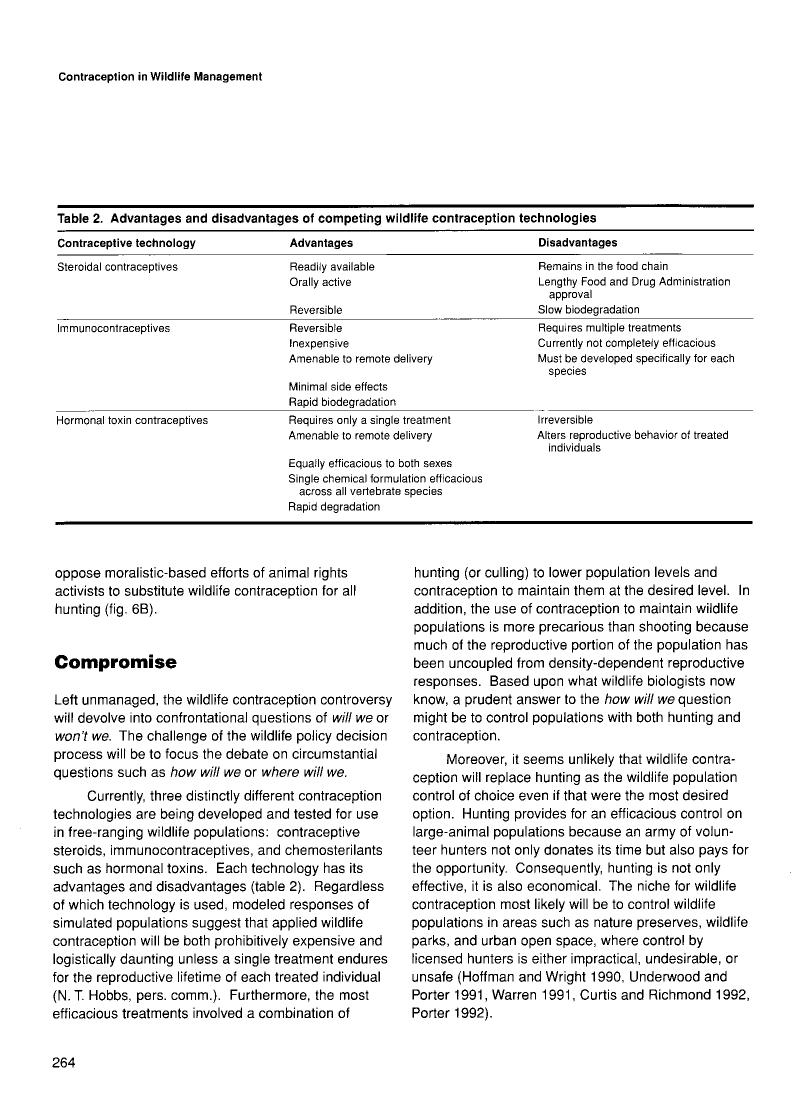 Contraception in Wildlife Management
Table 2. Advantages and disadvantages of competing wildlife contraception technologies
Contraceptive technology Advantages Disadvantages
Steroidal contraceptives Readily available Remains in the food chain
Orally active Lengthy Food and Drug Administration
approval
Reversible Slow biodegradation
Immunocontraceptives Reversible Requires multiple treatments
Inexpensive Currently not completely efficacious
Amenable to remote delivery Must be developed specifically for each
species
Minimal side effects
Rapid biodegradation
Hormonal toxin contraceptives Requires only a single treatment Irreversible
Amenable to remote delivery Alters reproductive behavior of treated
individuals
Equally efficacious to both sexes
Single chemical formulation efficacious
across all vertebrate species
Rapid degradation
oppose moralistic-based efforts of animal rights
activists to substitute wildlife contraception for all
hunting (fig. 6B).
Compromise
Left unmanaged, the wildlife contraception controversy
will devolve into confrontational questions of will we or
won't we. The challenge of the wildlife policy decision
process will be to focus the debate on circumstantial
questions such as how will we or where will we.
Currently, three distinctly different contraception
technologies are being developed and tested for use
in free-ranging wildlife populations: contraceptive
steroids, immunocontraceptives, and chemosterilants
such as hormonal toxins. Each technology has its
advantages and disadvantages (table 2). Regardless
of which technology is used, modeled responses of
simulated populations suggest that applied wildlife
contraception will be both prohibitively expensive and
logistically daunting unless a single treatment endures
for the reproductive lifetime of each treated individual
(N. T. Hobbs, pers. comm.). Furthermore, the most
efficacious treatments involved a combination of
hunting (or culling) to lower population levels and
contraception to maintain them at the desired level. In
addition, the use of contraception to maintain wildlife
populations is more precarious than shooting because
much of the reproductive portion of the population has
been uncoupled from density-dependent reproductive
responses. Based upon what wildlife biologists now
know, a prudent answer to the how will we question
might be to control populations with both hunting and
contraception.
Moreover, it seems unlikely that wildlife contra-
ception will replace hunting as the wildlife population
control of choice even if that were the most desired
option. Hunting provides for an efficacious control on
large-animal populations because an army of volun-
teer hunters not only donates its time but also pays for
the opportunity. Consequently, hunting is not only
effective, it is also economical. The niche for wildlife
contraception most likely will be to control wildlife
populations in areas such as nature preserves, wildlife
parks, and urban open space, where control by
licensed hunters is either impractical, undesirable, or
unsafe (Hoffman and Wright 1990, Underwood and
Porter 1991, Warren 1991, Curtis and Richmond 1992,
Porter 1992).
264